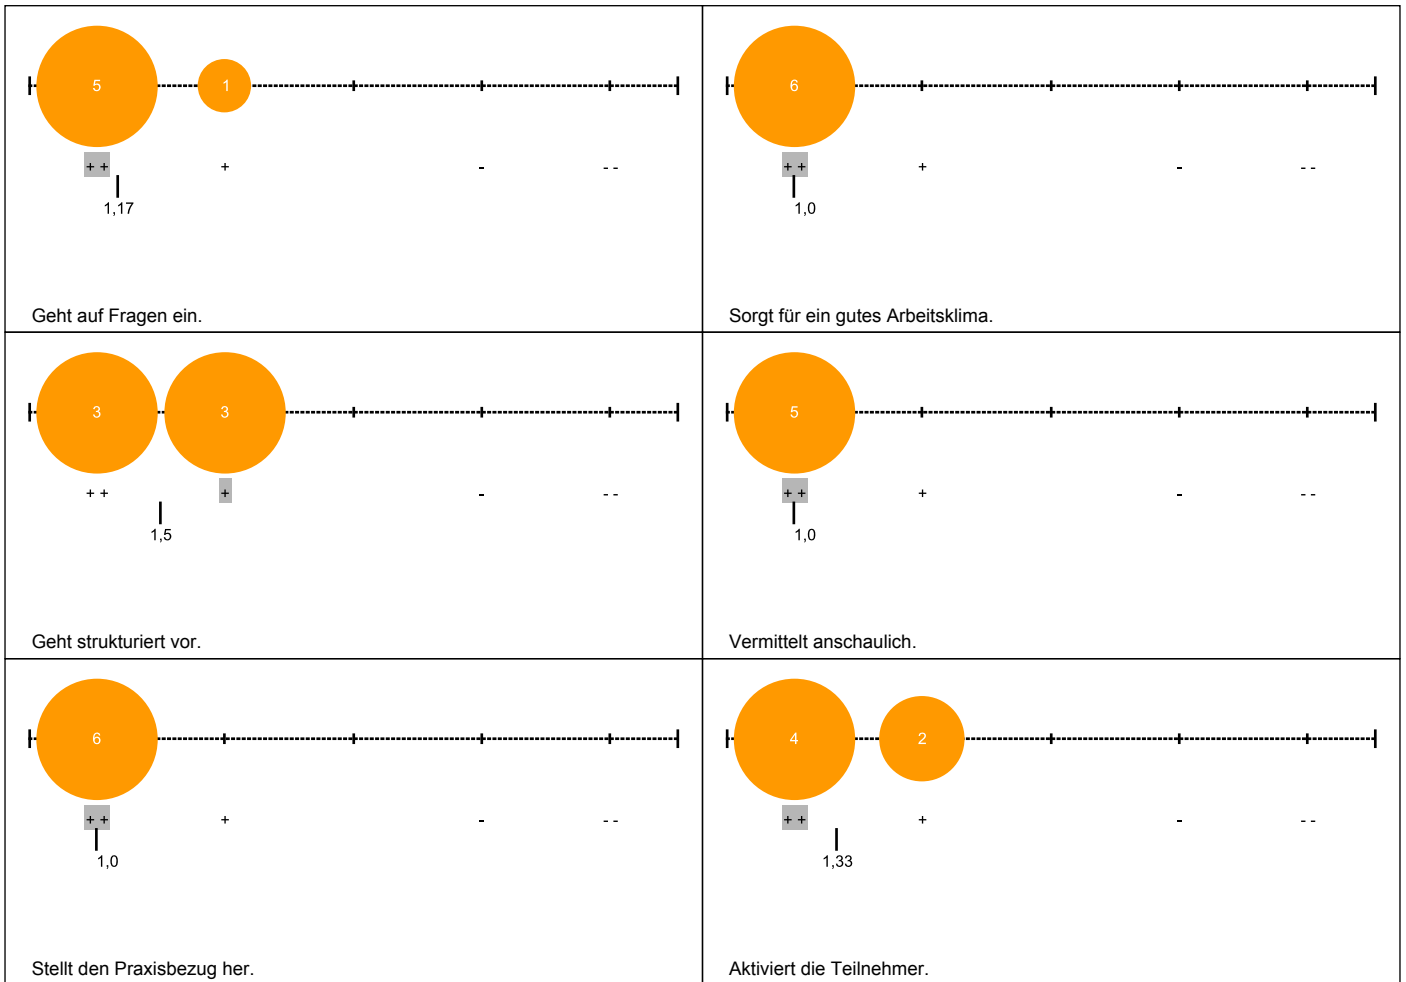 5 1
+ + + - - -
1,17
Geht auf Fragen ein.
6
+ + + - - -
1,0
Sorgt für ein gutes Arbeitsklima.
3 3
+ + + - - -
1,5
Geht strukturiert vor.
5
+ + + - - -
1,0
Vermittelt anschaulich.
6
+ + + - - -
1,0
Stellt den Praxisbezug her.
4 2
+ + + - - -
1,33
Aktiviert die Teilnehmer.